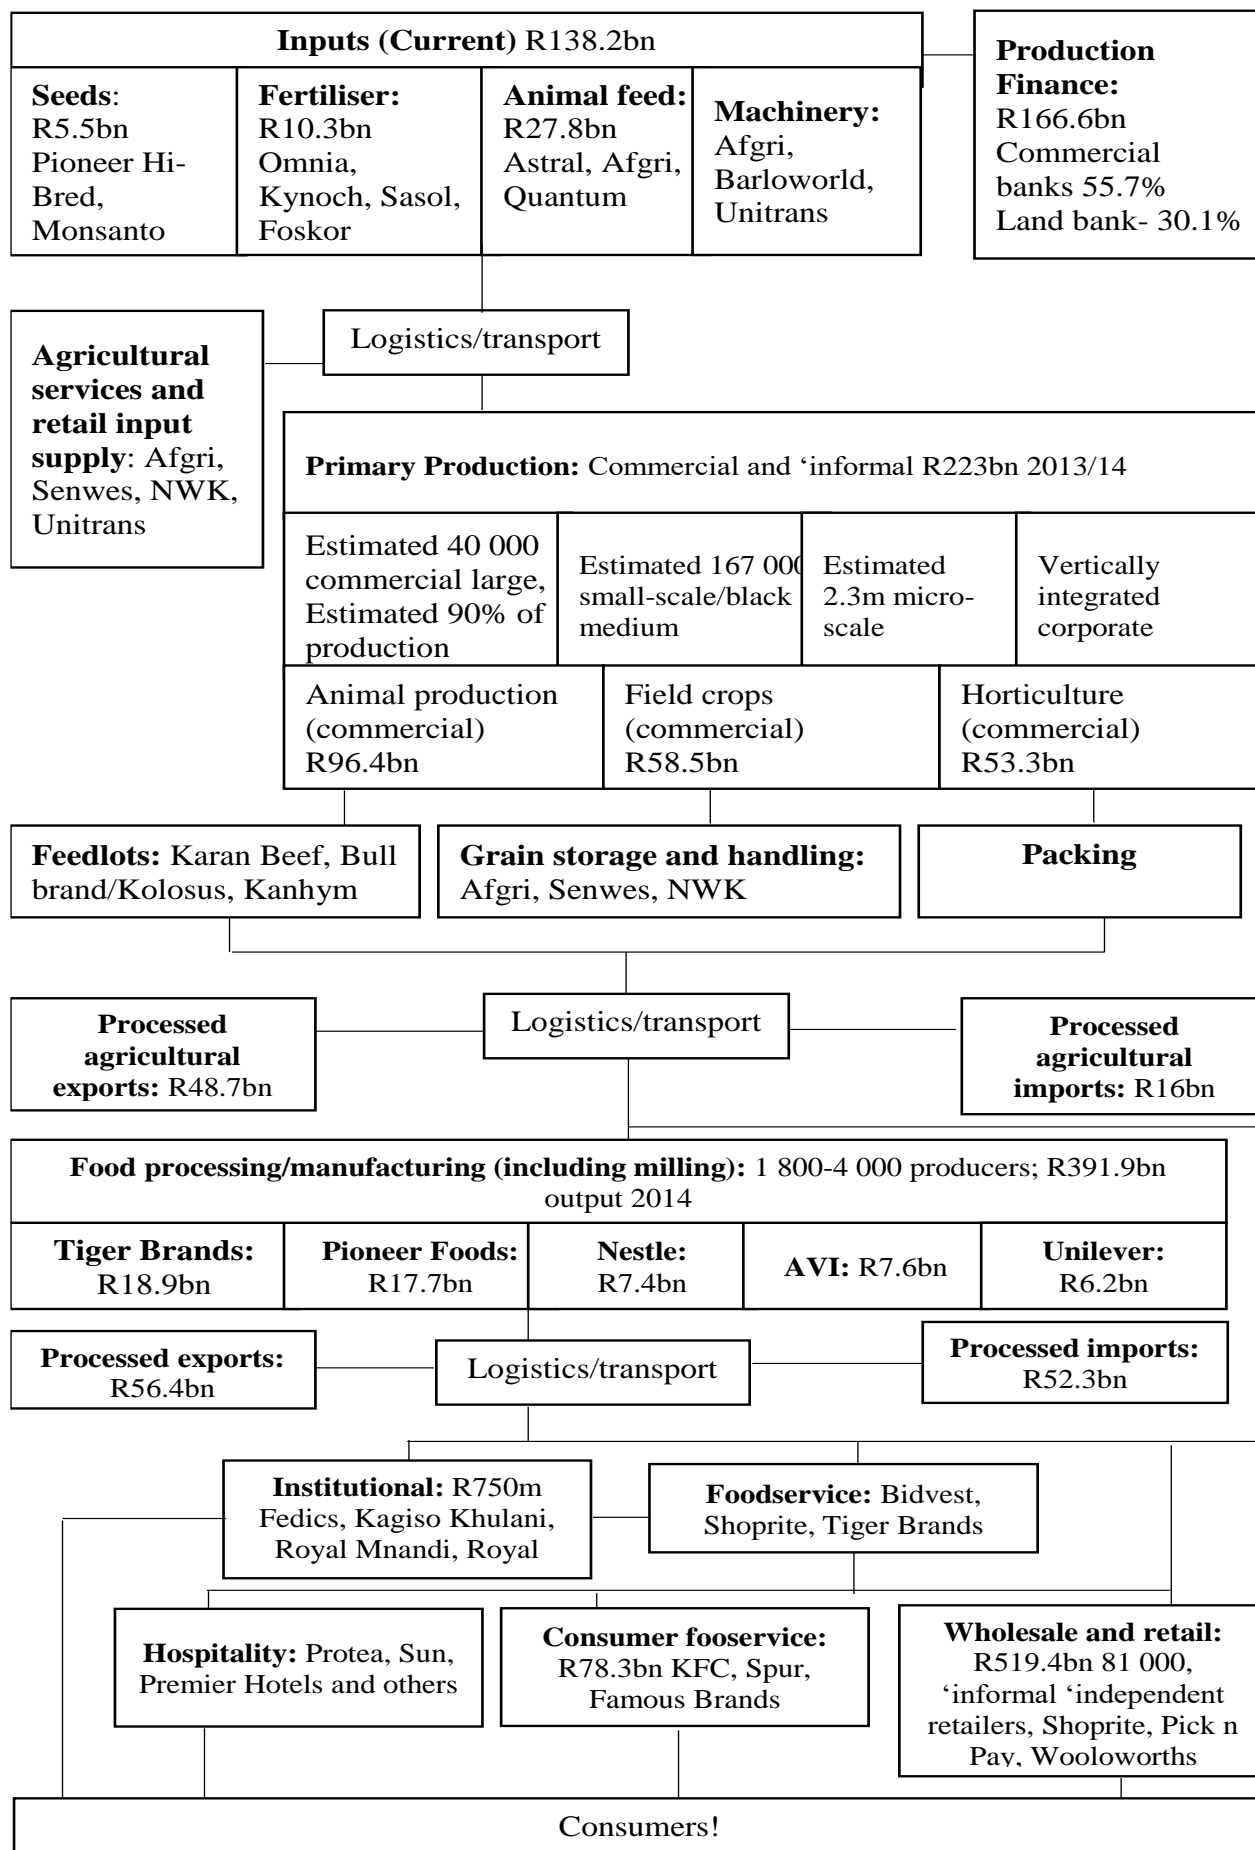 Inputs (Current) R138.2bn
Seeds:
R5.5bn
Pioneer Hi-
Bred,
Monsanto
Fertiliser:
R10.3bn
Omnia,
Kynoch, Sasol,
Foskor
Animal feed:
R27.8bn
Astral, Afgri,
Quantum
Machinery:
Afgri,
Barloworld,
Unitrans
Production
Finance:
R166.6bn
Commercial
banks 55.7%
Land bank- 30.1%
Logistics/transport
Agricultural
services and
retail input
supply: Afgri,
Senwes, NWK,
Unitrans
Primary Production: Commercial and ‘informal R223bn 2013/14
Estimated 40 000
commercial large,
Estimated 90% of
production
Estimated 167 000
small-scale/black
medium
Estimated
2.3m micro-
scale
Vertically
integrated
corporate
Animal production
(commercial)
R96.4bn
Field crops
(commercial)
R58.5bn
Horticulture
(commercial)
R53.3bn
Feedlots: Karan Beef, Bull
brand/Kolosus, Kanhym
Grain storage and handling:
Afgri, Senwes, NWK
Packing
Logistics/transport
Processed
agricultural
exports: R48.7bn
Processed
agricultural
imports: R16bn
Food processing/manufacturing (including milling): 1 800-4 000 producers; R391.9bn
output 2014
Tiger Brands:
R18.9bn
Pioneer Foods:
R17.7bn
Nestle:
R7.4bn
AVI: R7.6bn
Unilever:
R6.2bn
Processed exports:
R56.4bn
Logistics/transport
Processed imports:
R52.3bn
Institutional: R750m
Fedics, Kagiso Khulani,
Royal Mnandi, Royal
Foodservice: Bidvest,
Shoprite, Tiger Brands
Hospitality: Protea, Sun,
Premier Hotels and others
Consumer fooservice:
R78.3bn KFC, Spur,
Famous Brands
Wholesale and retail:
R519.4bn 81 000,
‘informal ‘independent
retailers, Shoprite, Pick n
Pay, Wooloworths
Consumers!